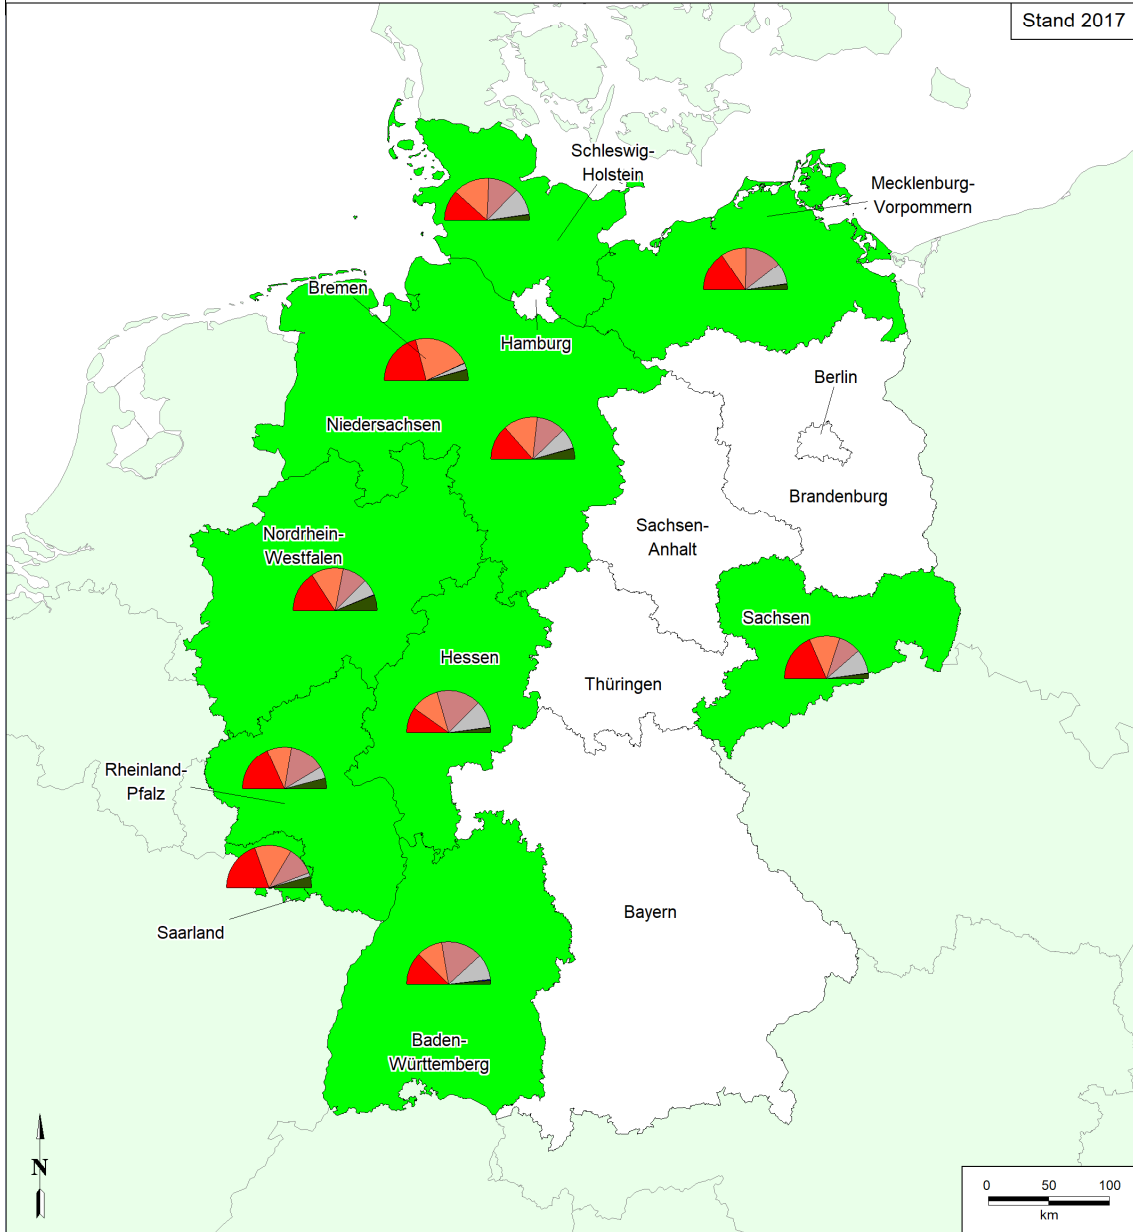 Stand 2017
Schleswig-
Holstein
Mecklenburg-
Vorpommern
Bremen
Hamburg
Berlin
Niedersachsen
Brandenburg
Sachsen-
Anhalt
Nordrhein-
Westfalen
Sachsen
Hessen
Thüringen
Rheinland-
Pfalz
Bayern
Saarland
Baden-
Württemberg
N
0 50 100
km